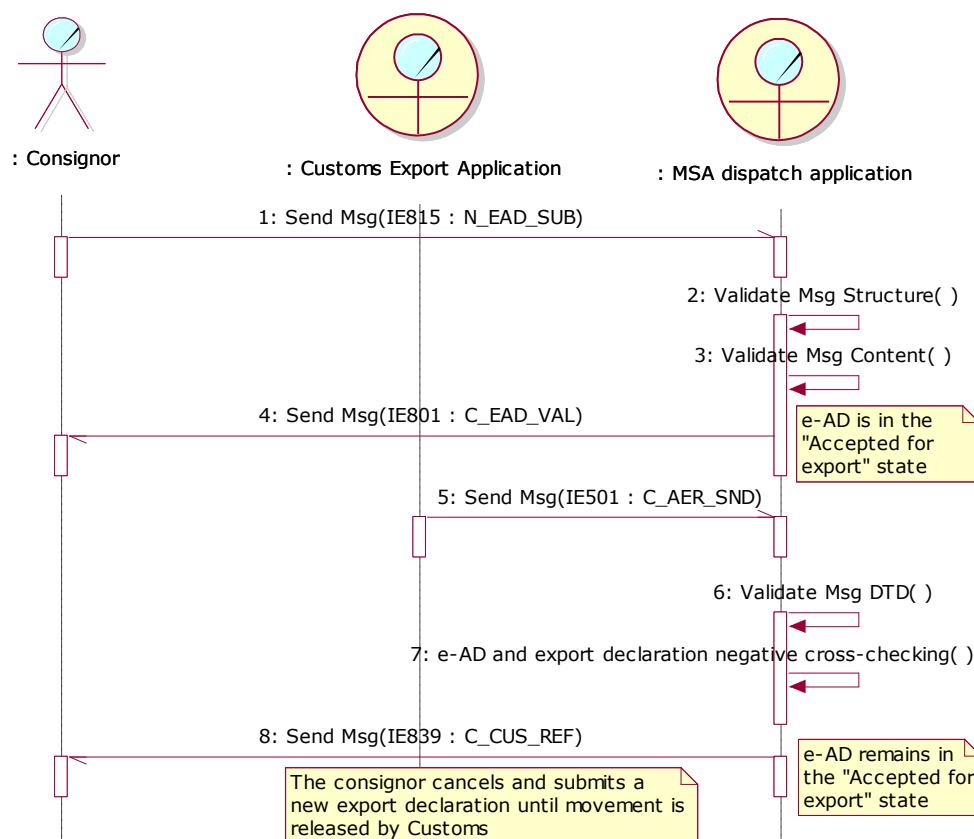 : Consignor
: Customs Export Application
: MSA dispatch application
1: Send Msg(IE815 : N_EAD_SUB)
2: Validate Msg Structure( )
3: Validate Msg Content( )
4: Send Msg(IE801 : C_EAD_VAL)
e-AD is in the
"Accepted for
export" state
5: Send Msg(IE501 : C_AER_SND)
6: Validate Msg DTD( )
7: e-AD and export declaration negative cross-checking( )
8: Send Msg(IE839 : C_CUS_REF)
e-AD remains in
the "Accepted for
export" state
The consignor cancels and submits a
new export declaration until movement is
released by Customs